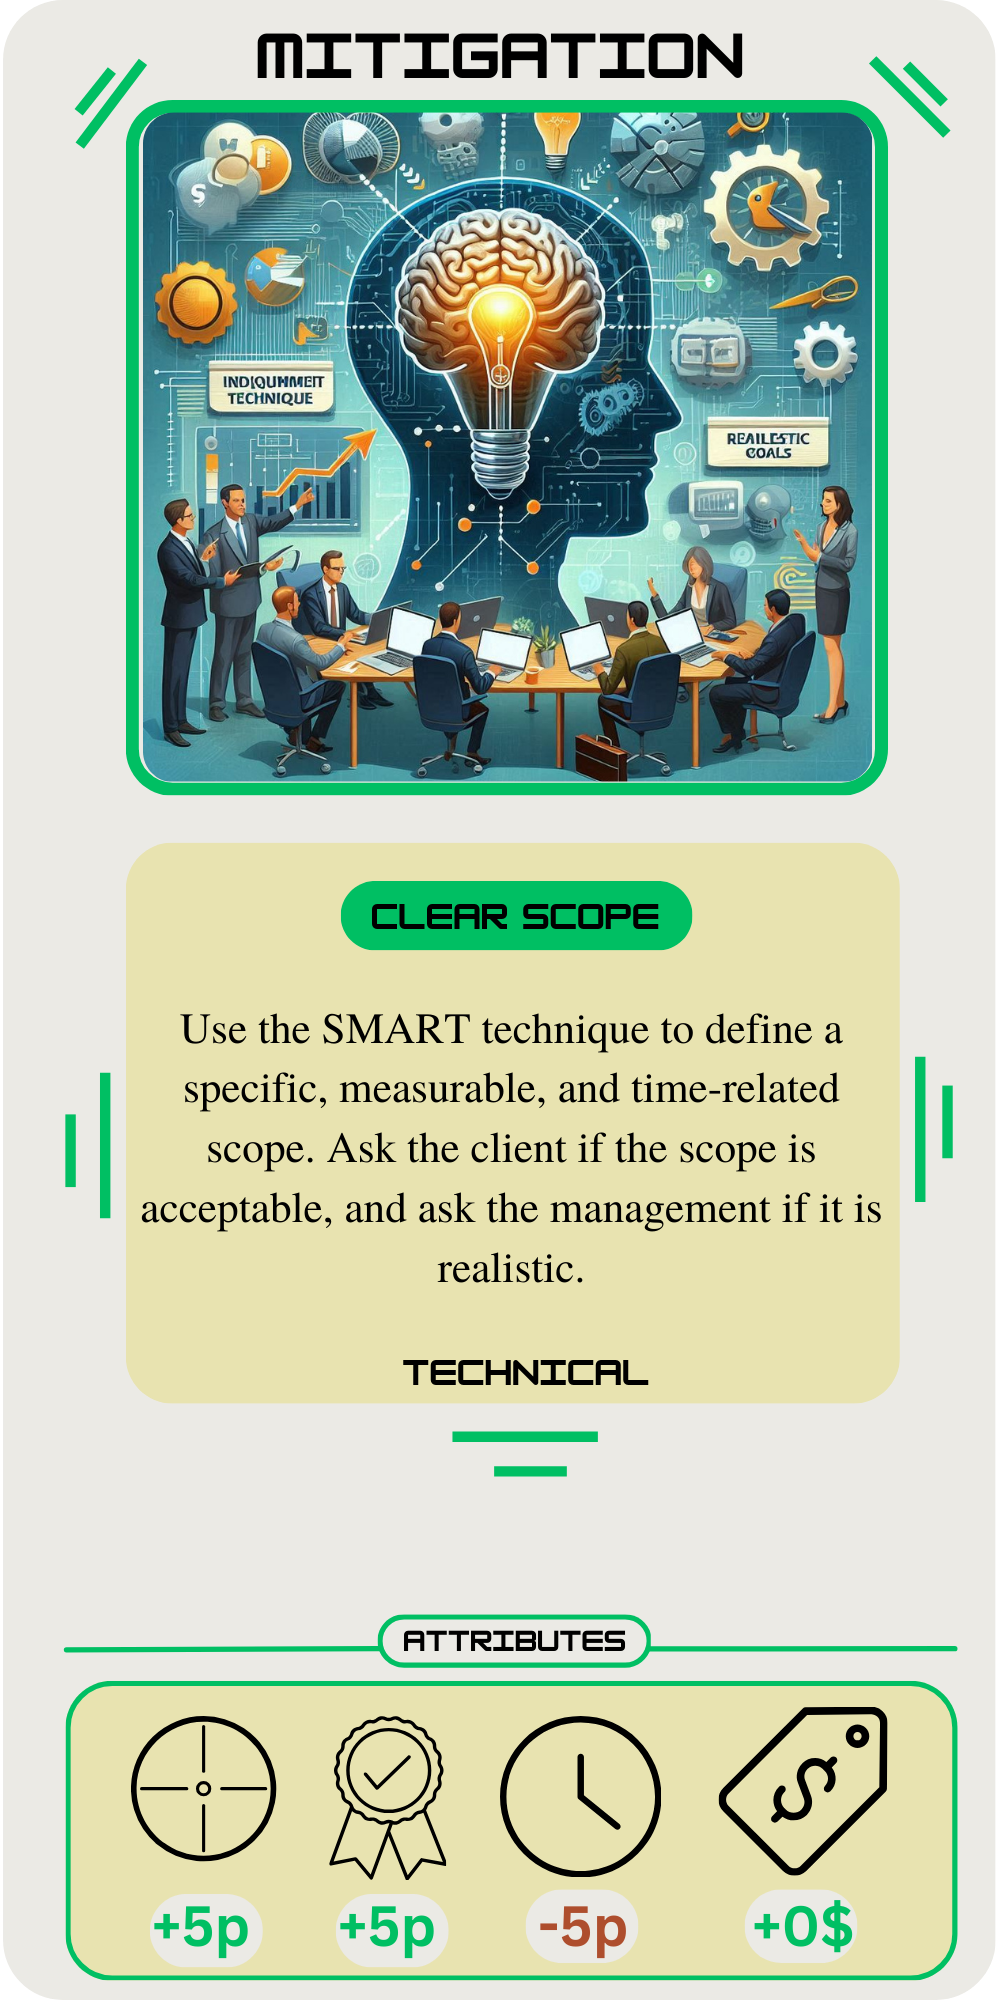 MITIGATION
$
INDIQUHMEIT
TECHNIQUE
REAILESTIC
GOALS
CLEAR SCOPE
Use the SMART technique to define a
specific, measurable, and time-related
scope. Ask the client if the scope is
acceptable, and ask the management if it is
realistic.
TECHNICAL
ATTRIBUTES
$
+5p +5p -5p +0$